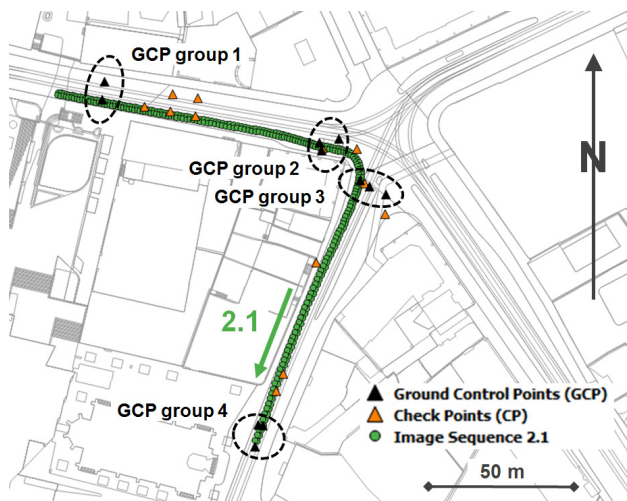 GCP group 1
N
GCP group 2
GCP group 3
2.1
GCP group 4
Ground Control Points (GCP)
Check Points (CP)
Image Sequence 2.1
50 m